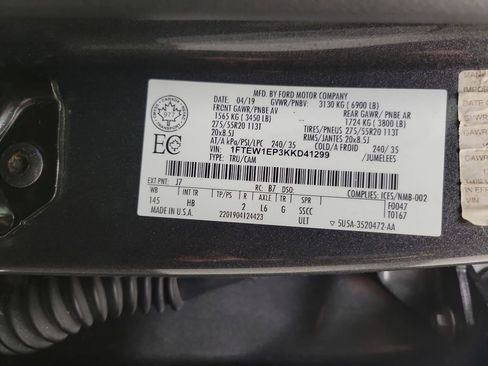 MFD. BY FORD MOTOR COMPANY
DATE: 04/19 GVWR/PNBV: 3130 KG ( 6900 LB)
FRONT GAWR/ PNBE AV REAR GAWR/ PNBE AR
1565 KG ( 3450 LB) 1724 KG ( 3800 LB)
275/55R20 113T TIRES/PNEUS 275/55R20 113T
20x8.5J RIMS/JANTES 20x8.5J
AT/A kPa/PSI/LPC 240/ 35 COLD/A FROID 240/ 35
VIN: 1FTEW1EP3KKD41299 /JUMELEES
TYPE: TRU/CAM
EC
EXT PNT: J7 RC: B7 DSO: COMPLIES: ICES/NMB-002
WB INT TR TP/PS R AXLE TR SPR F0047
145 HB 2 L6 G SSCC T0167
MADE IN U.S.A. 2201904124423 ULT 5U5A-3520472-AA
IMPORTE
VIN